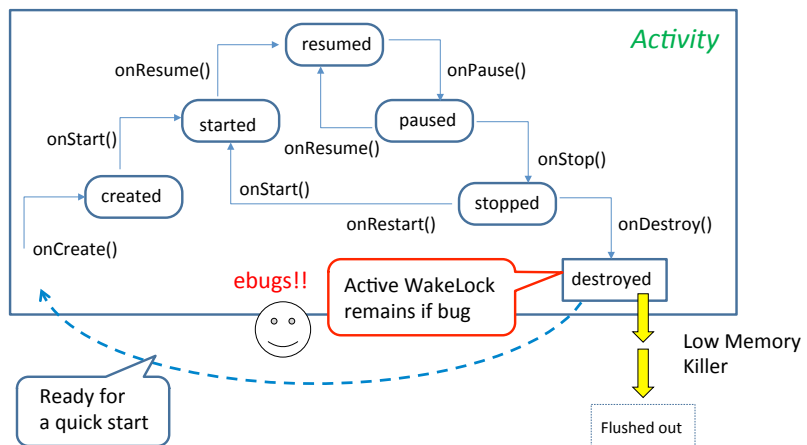 resumed
Activity
onResume()
onPause()
started
paused
onResume()
onStart()
onStop()
created
onStart()
stopped
onRestart()
onDestroy()
onCreate()
ebugs!!
Active WakeLock
remains if bug
destroyed
Low Memory
Killer
Ready for
a quick start
Flushed out